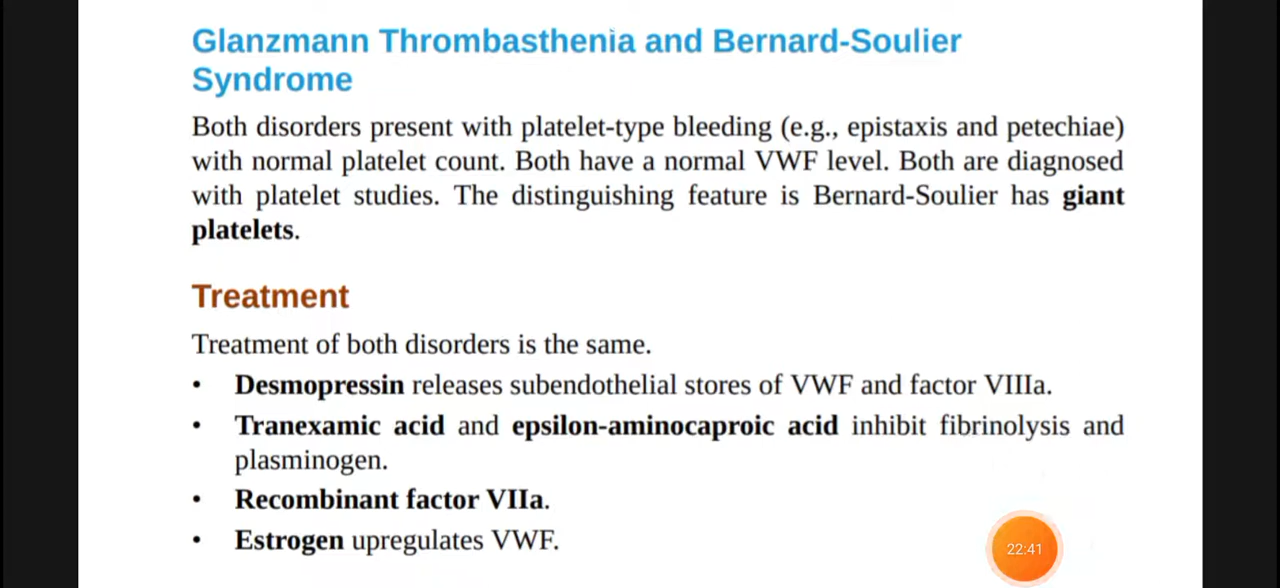 Glanzmann Thrombasthenia and Bernard-Soulier
Syndrome
Both disorders present with platelet-type bleeding (e.g., epistaxis and petechiae)
with normal platelet count. Both have a normal VWF level. Both are diagnosed
with platelet studies. The distinguishing feature is Bernard-Soulier has giant
platelets.
Treatment
Treatment of both disorders is the same.
• Desmopressin releases subendothelial stores of VWF and factor VIIIa.
• Tranexamic acid and epsilon-aminocaproic acid inhibit fibrinolysis and
plasminogen.
• Recombinant factor VIIa.
• Estrogen upregulates VWF.
22:41